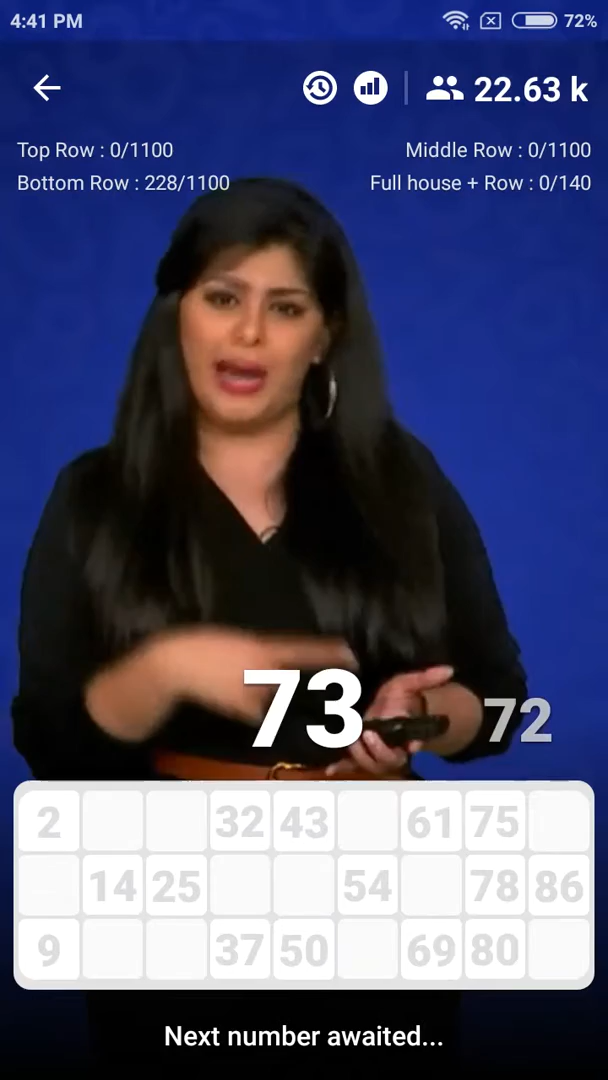 4:41 PM 72%
22.63 k
Top Row : 0/1100 Middle Row : 0/1100
Bottom Row : 228/1100 Full house + Row : 0/140
73 72
2 32 43 61 75
14 25 54 78 86
9 37 50 69 80
Next number awaited...